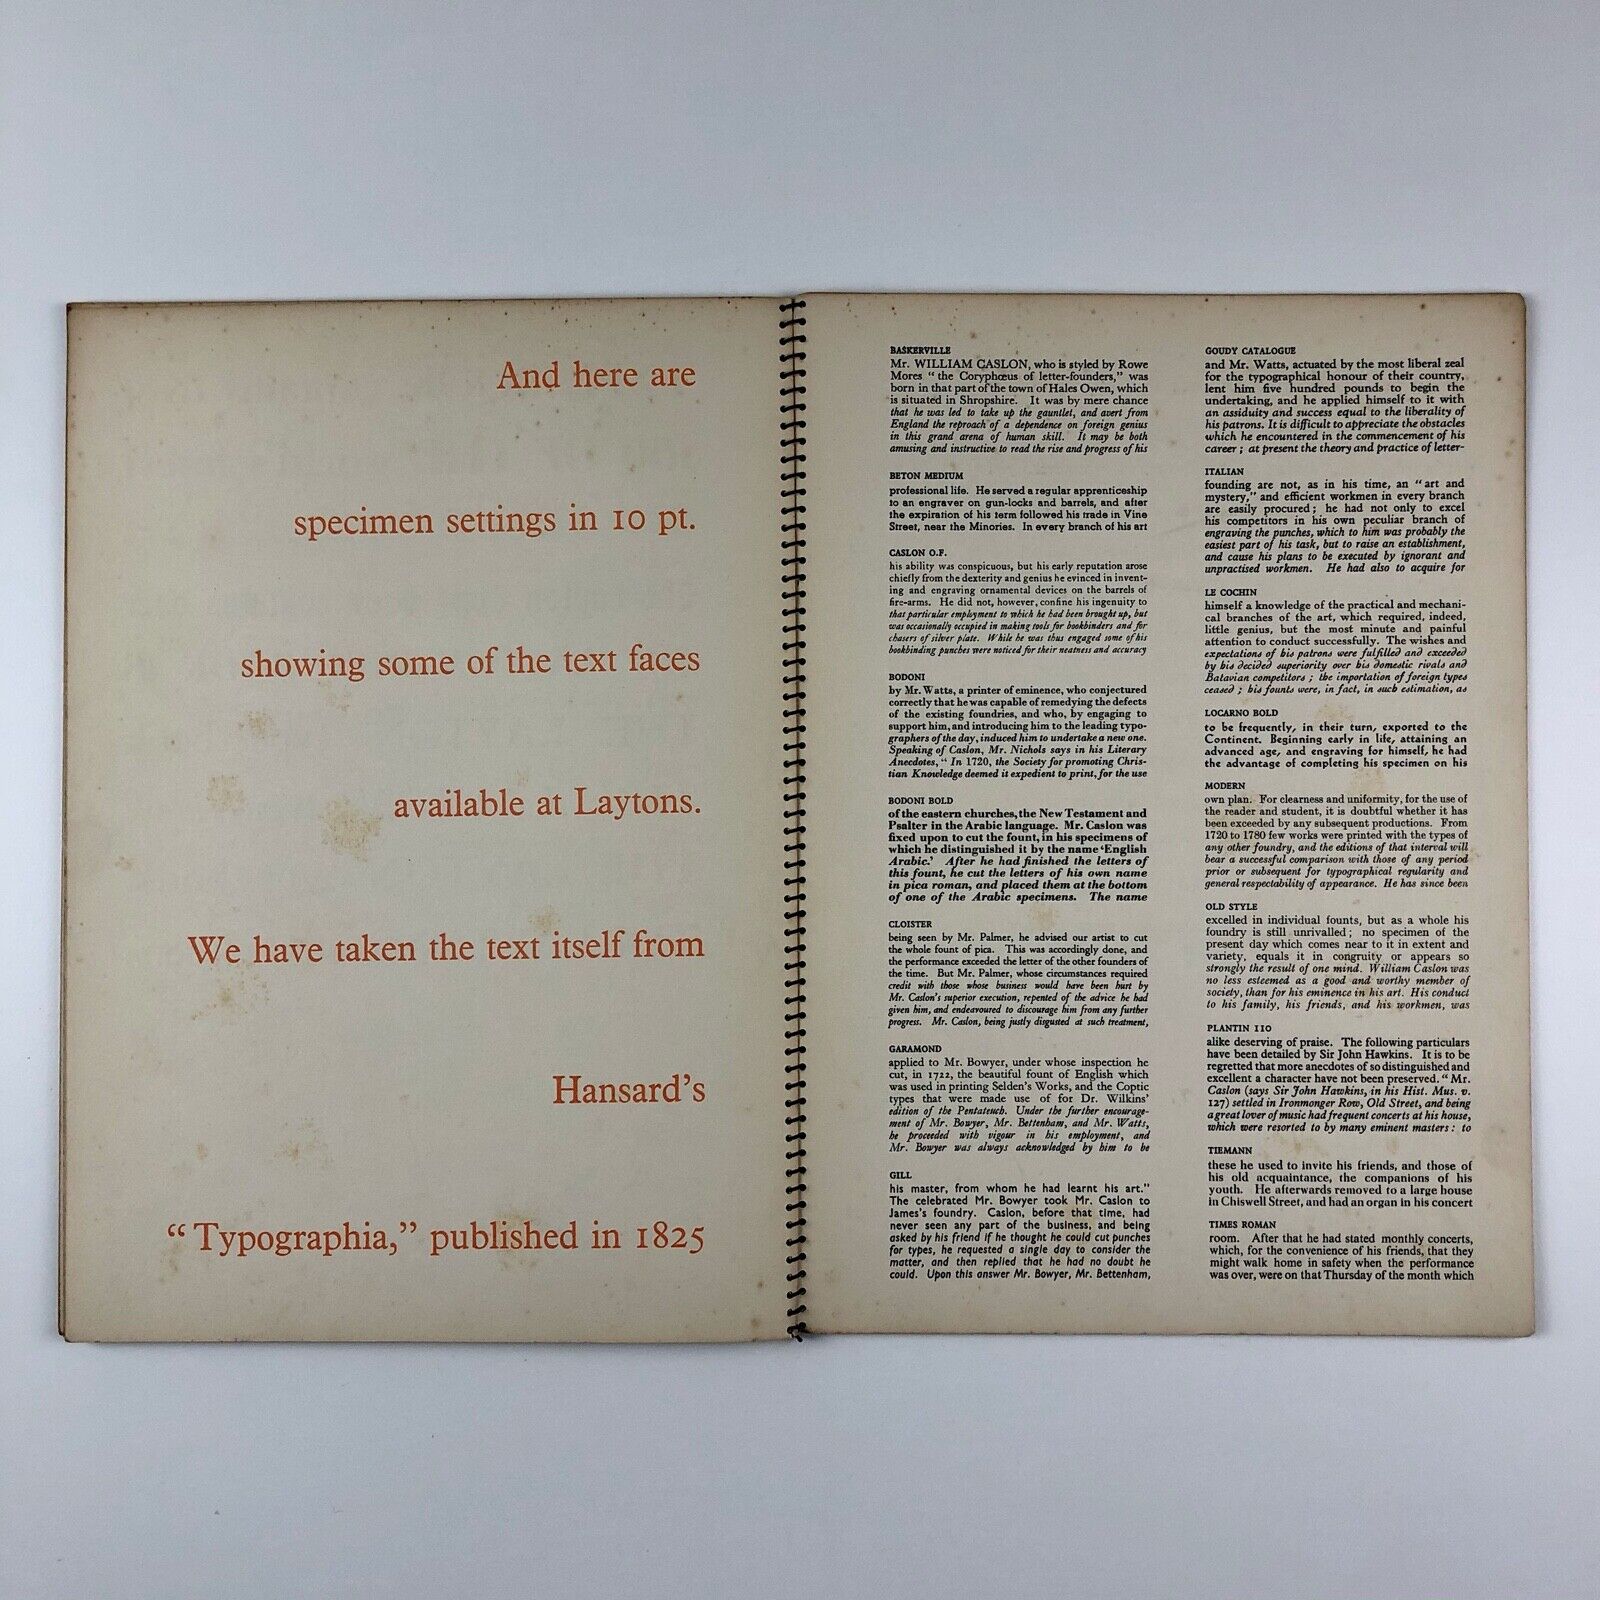 And here are
specimen settings in 10 pt.
showing some of the text faces
available at Laytons.
We have taken the text itself from
Hansard's
“Typographia,” published in 1825
BASKERVILLE
Mr. WILLIAM CASLON, who is styled by Rowe
Mores “ the Coryphœus of letter-founders,” was
born in that part of the town of Hales Owen, which
is situated in Shropshire. It was by mere chance
that he was led to take up the gauntlet, and avert from
England the reproach of a dependence on foreign genius
in this grand arena of human skill. It may be both
amusing and instructive to read the rise and progress of his
BETON MEDIUM
professional life. He served a regular apprenticeship
to an engraver on gun-locks and barrels, and after
the expiration of his term followed his trade in Vine
Street, near the Minories. In every branch of his art
CASLON O.F.
his ability was conspicuous, but his early reputation arose
chiefly from the dexterity and genius he evinced in invent-
ing and engraving ornamental devices on the barrels of
fire-arms. He did not, however, confine his ingenuity to
that particular employment to which he had been brought up, but
was occasionally occupied in making tools for bookbinders and for
chasers of silver plate. While he was thus engaged some of his
bookbinding punches were noticed for their neatness and accuracy
BODONI
by Mr. Watts, a printer of eminence, who conjectured
correctly that he was capable of remedying the defects
of the existing foundries, and who, by engaging to
support him, and introducing him to the leading typo-
graphers of the day, induced him to undertake a new one.
Speaking of Caslon, Mr. Nichols says in his Literary
Anecdotes, “ In 1720, the Society for promoting Chris-
tian Knowledge deemed it expedient to print, for the use
BODONI BOLD
of the eastern churches, the New Testament and
Psalter in the Arabic language. Mr. Caslon was
fixed upon to cut the fount, in his specimens of
which he distinguished it by the name ‘English
Arabic.’ After he had finished the letters of
this fount, he cut the letters of his own name
in pica roman, and placed them at the bottom
of one of the Arabic specimens. The name
CLOISTER
being seen by Mr. Palmer, he advised our artist to cut
the whole fount of pica. This was accordingly done, and
the performance exceeded the letter of the other founders of
the time. But Mr. Palmer, whose circumstances required
credit with those whose business would have been hurt by
Mr. Caslon's superior execution, repented of the advice he had
given him, and endeavoured to discourage him from any further
progress. Mr. Caslon, being justly disgusted at such treatment,
GARAMOND
applied to Mr. Bowyer, under whose inspection he
cut, in 1722, the beautiful fount of English which
was used in printing Selden's Works, and the Coptic
types that were made use of for Dr. Wilkins'
edition of the Pentateuch. Under the further encourage-
ment of Mr. Bowyer, Mr. Bettenham, and Mr. Watts,
he proceeded with vigour in his employment, and
Mr. Bowyer was always acknowledged by him to be
GILL
his master, from whom he had learnt his art.”
The celebrated Mr. Bowyer took Mr. Caslon to
James's foundry. Caslon, before that time, had
never seen any part of the business, and being
asked by his friend if he thought he could cut punches
for types, he requested a single day to consider the
matter, and then replied that he had no doubt he
could. Upon this answer Mr. Bowyer, Mr. Bettenham,
GOUDY CATALOGUE
and Mr. Watts, actuated by the most liberal zeal
for the typographical honour of their country,
lent him five hundred pounds to begin the
undertaking, and he applied himself to it with
an assiduity and success equal to the liberality of
his patrons. It is difficult to appreciate the obstacles
which he encountered in the commencement of his
career ; at present the theory and practice of letter-
ITALIAN
founding are not, as in his time, an “ art and
mystery,” and efficient workmen in every branch
are easily procured ; he had not only to excel
his competitors in his own peculiar branch of
engraving the punches, which to him was probably the
easiest part of his task, but to raise an establishment,
and cause his plans to be executed by ignorant and
unpractised workmen. He had also to acquire for
LE COCHIN
himself a knowledge of the practical and mechani-
cal branches of the art, which required, indeed,
little genius, but the most minute and painful
attention to conduct successfully. The wishes and
expectations of his patrons were fulfilled and exceeded
by his decided superiority over his domestic rivals and
Batavian competitors ; the importation of foreign types
ceased ; his founts were, in fact, in such estimation, as
LOCARNO BOLD
to be frequently, in their turn, exported to the
Continent. Beginning early in life, attaining an
advanced age, and engraving for himself, he had
the advantage of completing his specimen on his
MODERN
own plan. For clearness and uniformity, for the use of
the reader and student, it is doubtful whether it has
been exceeded by any subsequent productions. From
1720 to 1780 few works were printed with the types of
any other foundry, and the editions of that interval will
bear a successful comparison with those of any period
prior or subsequent for typographical regularity and
general respectability of appearance. He has since been
OLD STYLE
excelled in individual founts, but as a whole his
foundry is still unrivalled ; no specimen of the
present day which comes near to it in extent and
variety, equals it in congruity or appears so
strongly the result of one mind. William Caslon was
no less esteemed as a good and worthy member of
society, than for his eminence in his art. His conduct
to his family, his friends, and his workmen, was
PLANTIN 110
alike deserving of praise. The following particulars
have been detailed by Sir John Hawkins. It is to be
regretted that more anecdotes of so distinguished and
excellent a character have not been preserved. “ Mr.
Caslon (says Sir John Hawkins, in his Hist. Mus. v.
127) settled in Ironmonger Row, Old Street, and being
a great lover of music had frequent concerts at his house,
which were resorted to by many eminent masters : to
TIEMANN
these he used to invite his friends, and those of
his old acquaintance, the companions of his
youth. He afterwards removed to a large house
in Chiswell Street, and had an organ in his concert
TIMES ROMAN
room. After that he had stated monthly concerts,
which, for the convenience of his friends, that they
might walk home in safety when the performance
was over, were on that Thursday of the month which